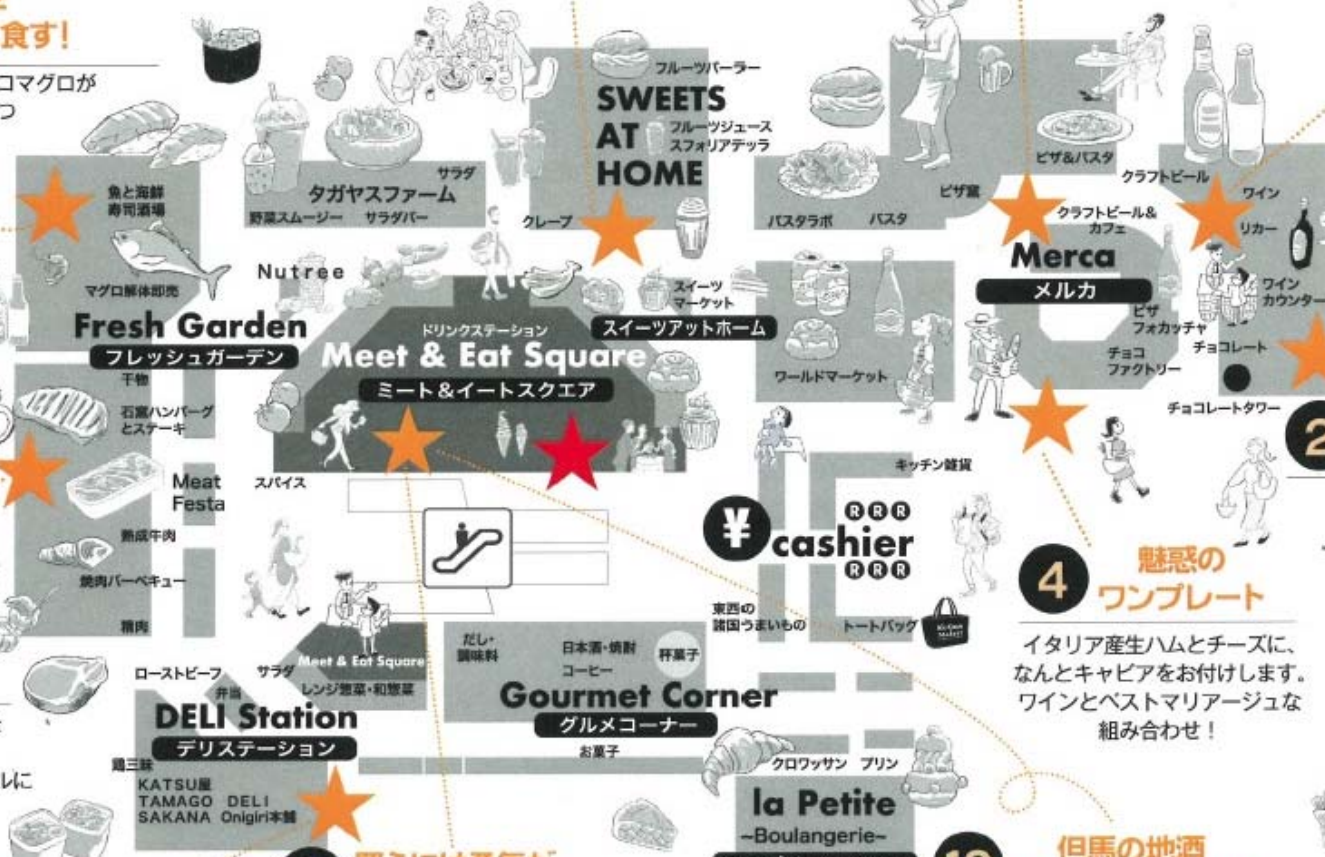 食す!
ロマグロが
つ
フルーツパーラー
SWEETS
AT
HOME
フルーツジュース
スフォリアテッラ
サラダ
タガヤスファーム
野菜スムージー サラダバー
クレープ
魚と海鮮
寿司酒場
マグロ解体即売
Fresh Garden
フレッシュガーデン
Nutree
ピザ&パスタ
ピザ窯
パスタラボ パスタ
クラフトビール
クラフトビール&
カフェ
ワイン
リカー
ワイン
カウンター
Merca
メルカ
ピザ
フォカッチャ
チョコ
ファクトリー
チョコレート
チョコレートタワー
スイーツ
マーケット
スイーツアットホーム
ワールドマーケット
ドリンクステーション
Meet & Eat Square
ミート&イートスクエア
干物
石窯ハンバーグ
とステーキ
Meat
Festa
スパイス
熟成牛肉
焼肉バーベキュー
精肉
キッチン雑貨
¥
cashier
RRR
RRR
東西の
諸国うまいもの
トートバッグ
2
4
魅惑の
ワンプレート
イタリア産生ハムとチーズに、
なんとキャビアをお付けします。
ワインとベストマリアージュな
組み合わせ!
ローストビーフ
サラダ
弁当
Meet & Eat Square
レンジ惣菜・和惣菜
DELI Station
デリステーション
鶏三昧
KATSU屋
TAMAGO DELI
SAKANA Onigiri本舗
だし・
調味料
日本酒・焼酎
コーヒー
杯菓子
Gourmet Corner
グルメコーナー
お菓子
クロワッサン プリン
la Petite
~Boulangerie~
ルに
但馬の地酒